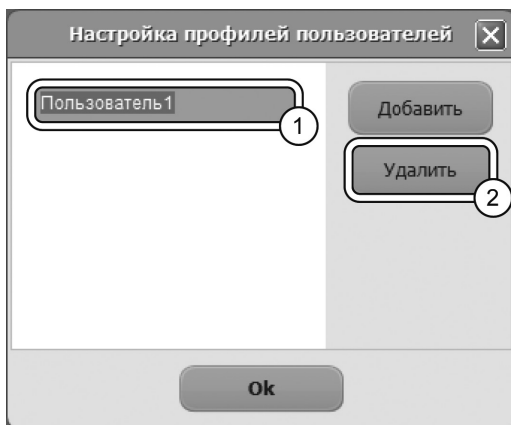 Настройка профилей пользователей
Пользователь1
1
Добавить
Удалить
2
Ok